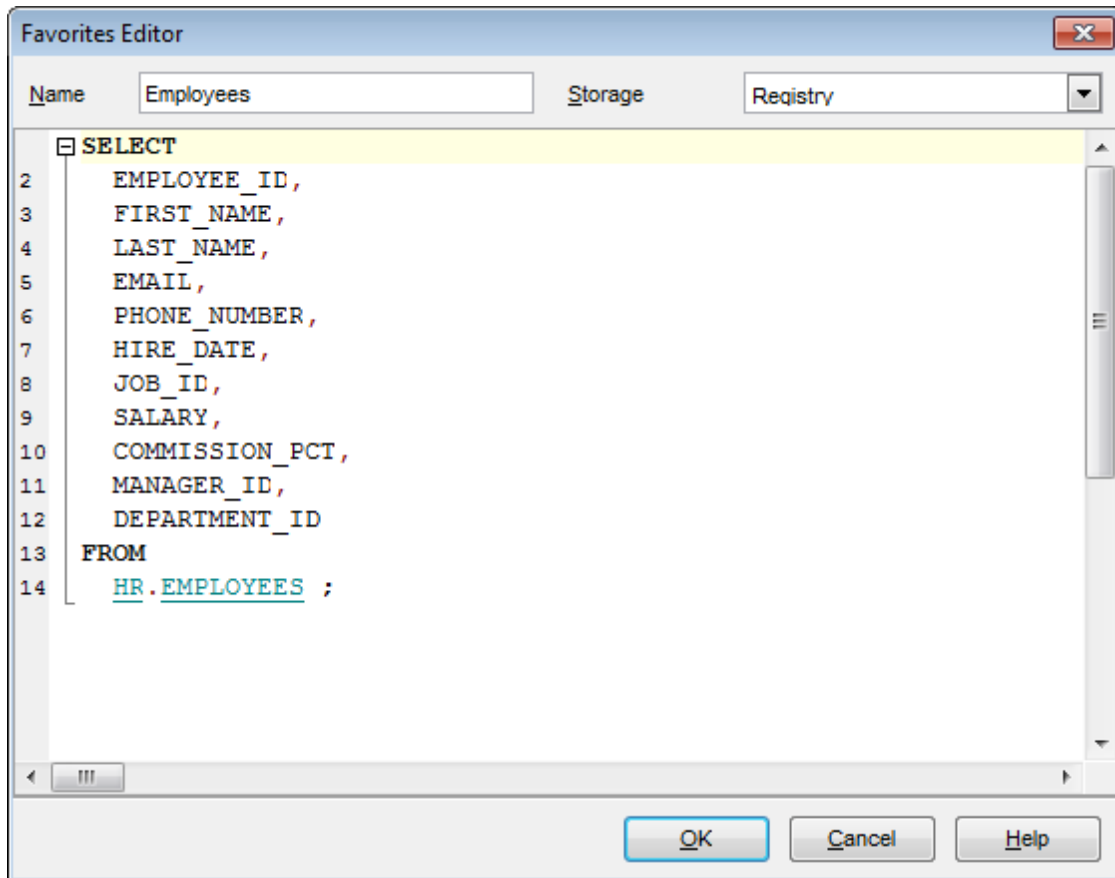 Favorites Editor
Name Employees Storage Registry
SELECT
2 EMPLOYEE_ID,
3 FIRST_NAME,
4 LAST_NAME,
5 EMAIL,
6 PHONE_NUMBER,
7 HIRE_DATE,
8 JOB_ID,
9 SALARY,
10 COMMISSION_PCT,
11 MANAGER_ID,
12 DEPARTMENT_ID
13 FROM
14 HR.EMPLOYEES ;
OK Cancel Help